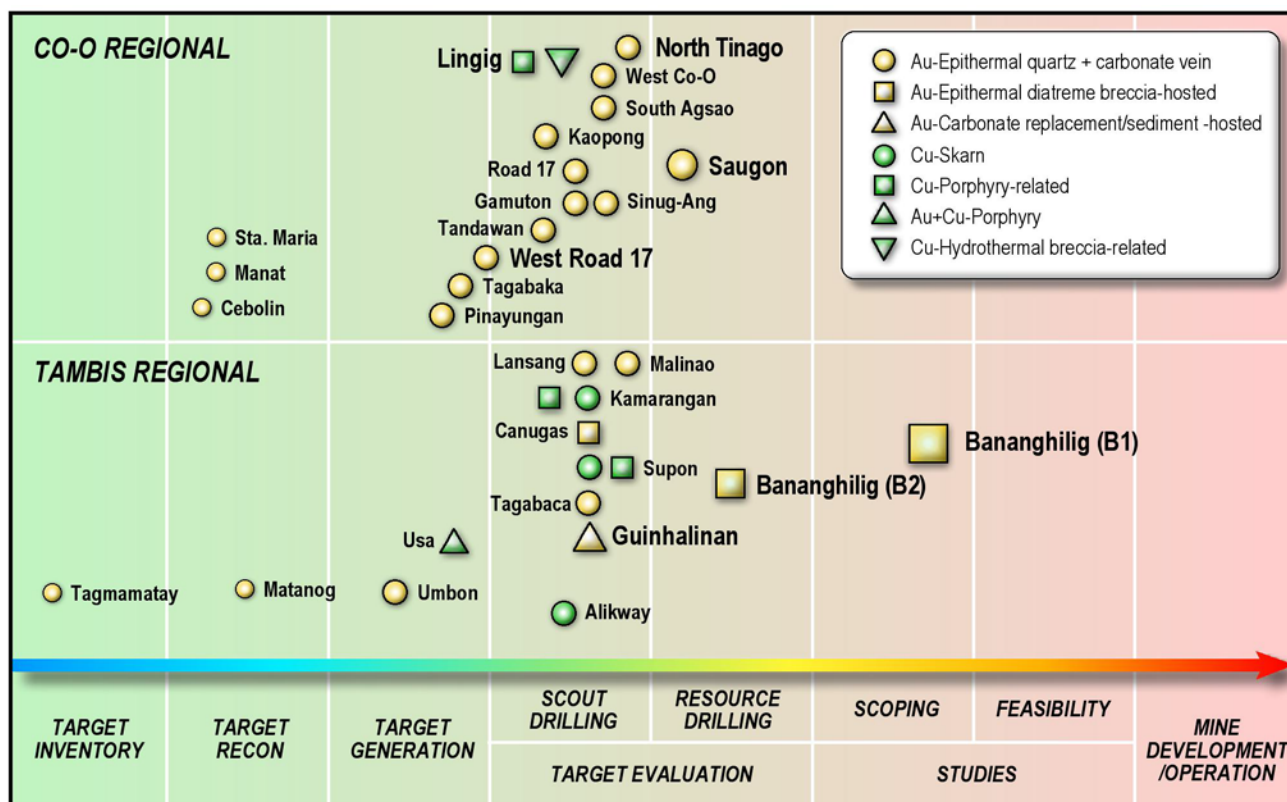 CO-O REGIONAL
Lingig
North Tinago
West Co-O
South Agsao
Kaopong
Road 17
Saugon
Gamuton
Sinug-Ang
Tandawan
West Road 17
Tagabaka
Pinayungan
Sta. Maria
Manat
Cebolin
Au-Epithermal quartz + carbonate vein
Au-Epithermal diatreme breccia-hosted
Au-Carbonate replacement/sediment -hosted
Cu-Skarn
Cu-Porphyry-related
Au+Cu-Porphyry
Cu-Hydrothermal breccia-related
TAMBIS REGIONAL
Lansang
Malinao
Kamarangan
Canugas
Bananghilig (B1)
Supon
Bananghilig (B2)
Tagabaca
Usa
Guinhalinan
Tagmamatay
Matanog
Umbon
Alikway
TARGET
INVENTORY
TARGET
RECON
TARGET
GENERATION
SCOUT
DRILLING
RESOURCE
DRILLING
TARGET EVALUATION
SCOPING
FEASIBILITY
STUDIES
MINE
DEVELOPMENT
/OPERATION